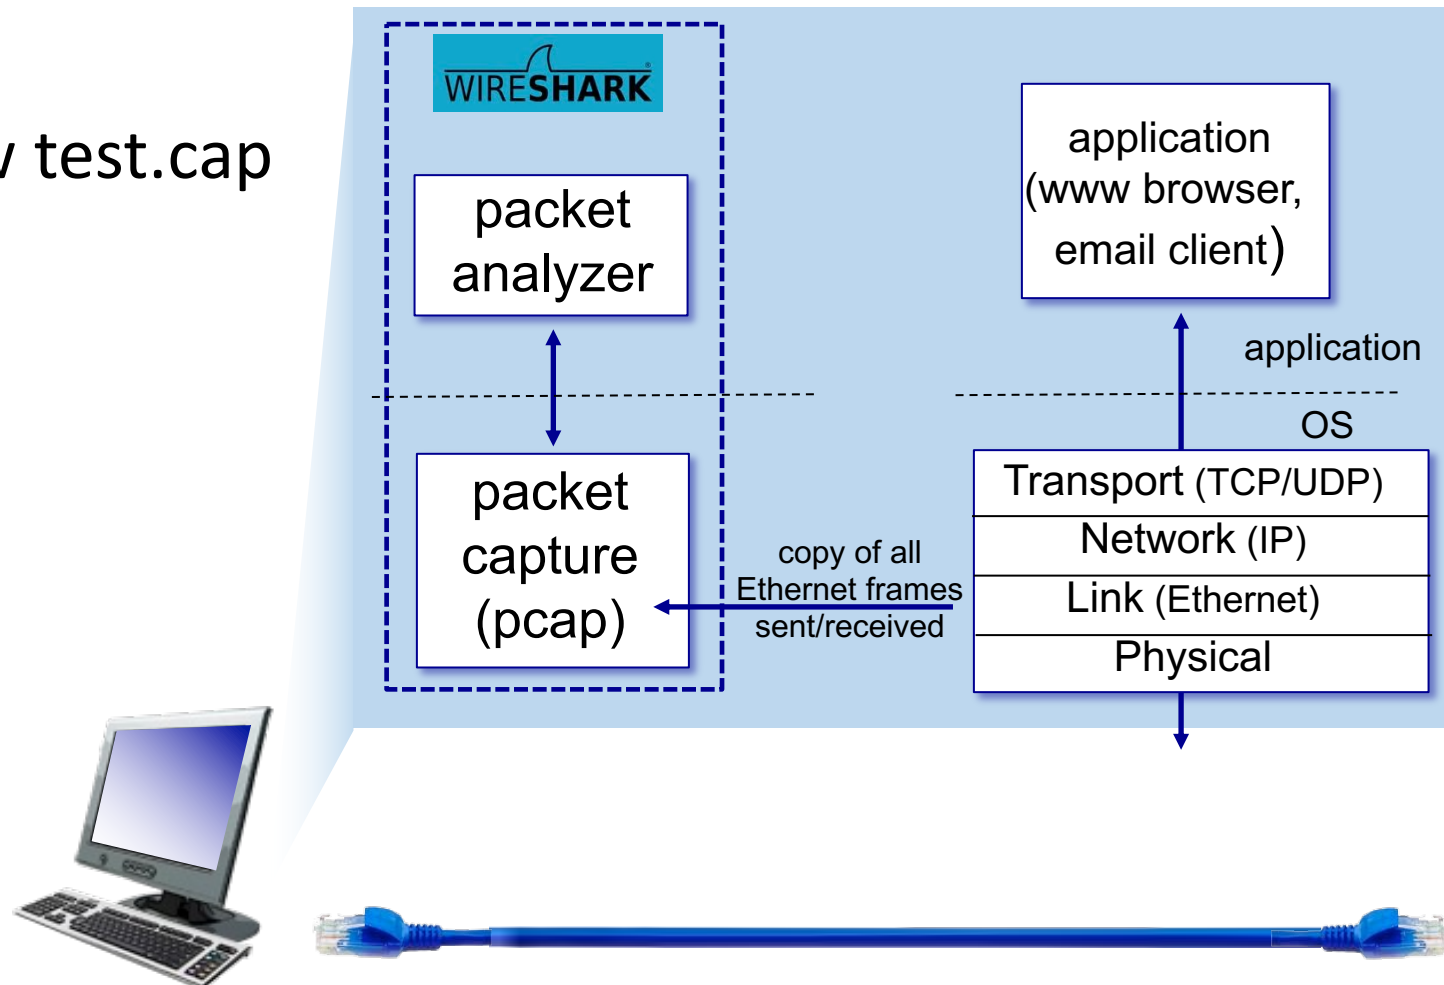 test.cap
WIRESHARK
packet
analyzer
packet
capture
(pcap)
copy of all
Ethernet frames
sent/received
application
(www browser,
email client)
application
OS
Transport (TCP/UDP)
Network (IP)
Link (Ethernet)
Physical